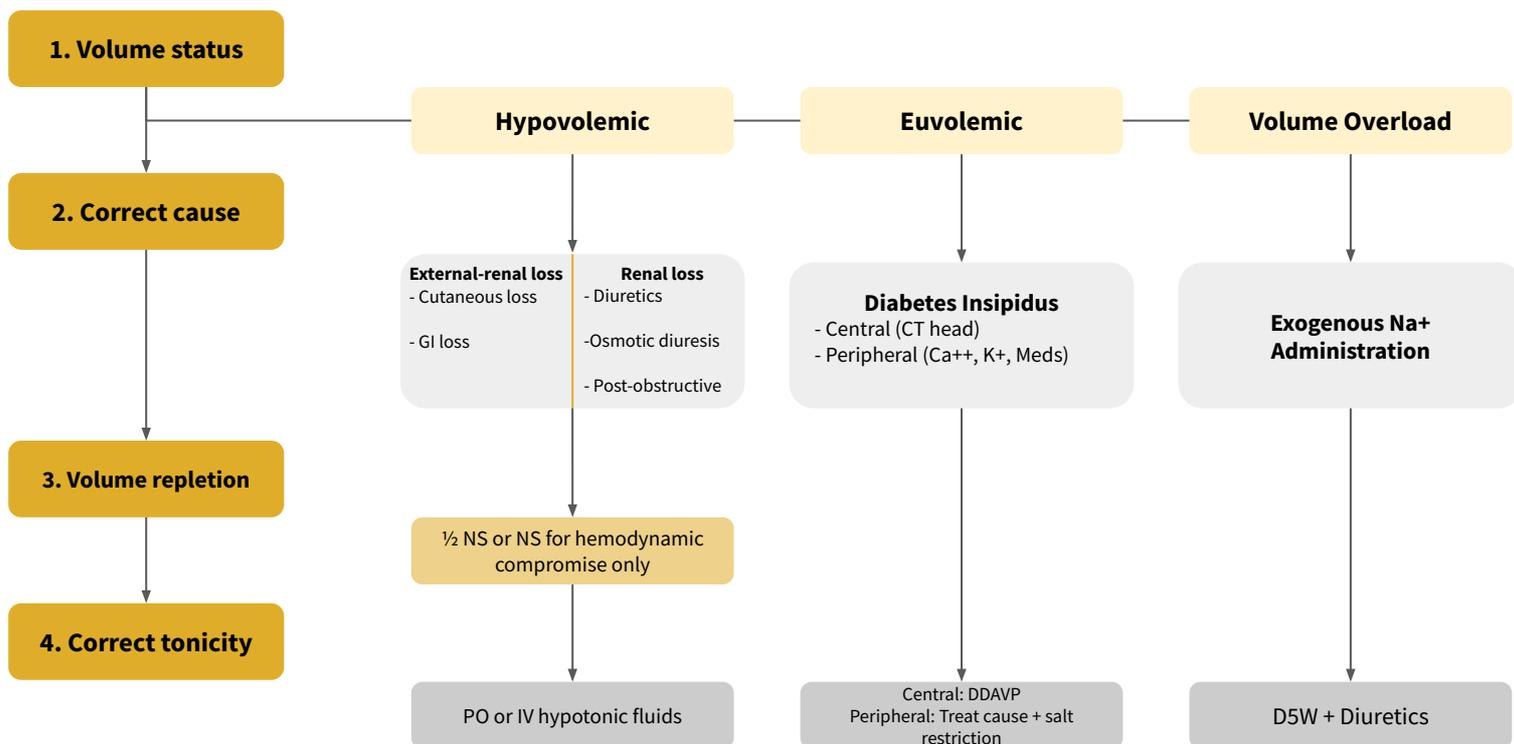 1. Volume status
Hypovolemic
Euvolemic
Volume Overload
2. Correct cause
External-renal loss
- Cutaneous loss
- GI loss
Renal loss
- Diuretics
-Osmotic diuresis
- Post-obstructive
Diabetes Insipidus
- Central (CT head)
- Peripheral (Ca++, K+, Meds)
Exogenous Na+
Administration
3. Volume repletion
½ NS or NS for hemodynamic
compromise only
4. Correct tonicity
PO or IV hypotonic fluids
Central: DDAVP
Peripheral: Treat cause + salt
restriction
D5W + Diuretics